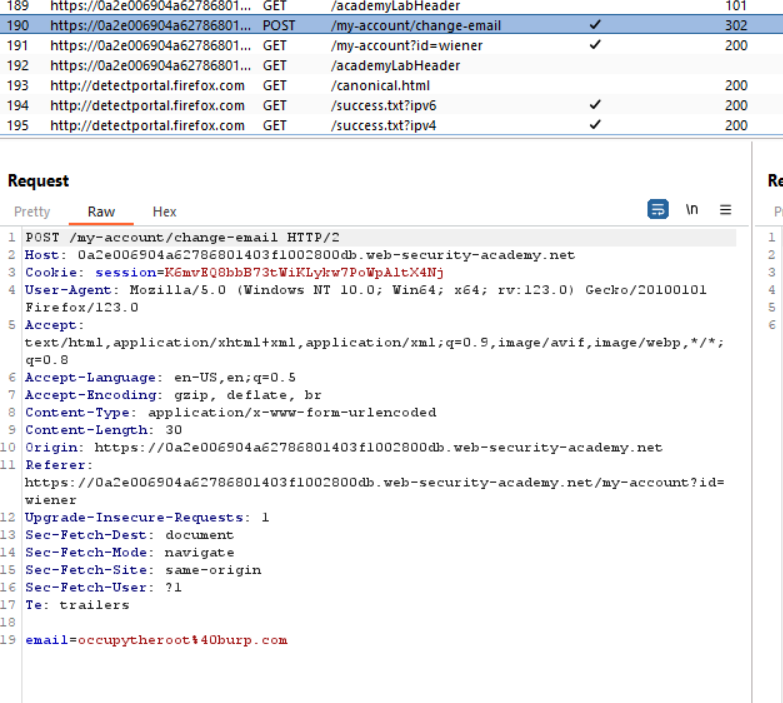 189 https://0a2e006904a62786801... GET /academyLabHeader 101
190 https://0a2e006904a62786801... POST /my-account/change-email ✓ 302
191 https://0a2e006904a62786801... GET /my-account?id=wiener ✓ 200
192 https://0a2e006904a62786801... GET /academyLabHeader
193 http://detectportal.firefox.com GET /canonical.html 200
194 http://detectportal.firefox.com GET /success.txt?ipv6 ✓ 200
195 http://detectportal.firefox.com GET /success.txt?ipv4 ✓ 200
Request
Pretty Raw Hex \n
1 POST /my-account/change-email HTTP/2
2 Host: 0a2e006904a62786801403f1002800db.web-security-academy.net
3 Cookie: session=K6mvEQ8bbB73tWiKLykw7PoWpAltX4Nj
4 User-Agent: Mozilla/5.0 (Windows NT 10.0; Win64; x64; rv:123.0) Gecko/20100101
Firefox/123.0
5 Accept:
text/html,application/xhtml+xml,application/xml;q=0.9,image/avif,image/webp,*/*;
q=0.8
6 Accept-Language: en-US,en;q=0.5
7 Accept-Encoding: gzip, deflate, br
8 Content-Type: application/x-www-form-urlencoded
9 Content-Length: 30
10 Origin: https://0a2e006904a62786801403f1002800db.web-security-academy.net
11 Referer:
https://0a2e006904a62786801403f1002800db.web-security-academy.net/my-account?id=
wiener
12 Upgrade-Insecure-Requests: 1
13 Sec-Fetch-Dest: document
14 Sec-Fetch-Mode: navigate
15 Sec-Fetch-Site: same-origin
16 Sec-Fetch-User: ?1
17 Te: trailers
18
19 email=occupytheroot%40burp.com
1
2
3
4
5
6